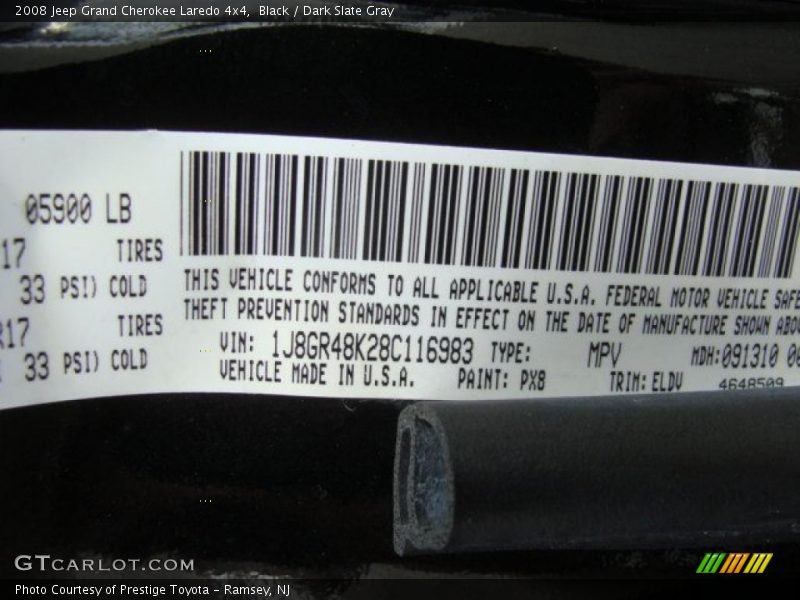 2008 Jeep Grand Cherokee Laredo 4x4, Black / Dark Slate Gray
05900 LB
17 TIRES
33 PSI) COLD
R17 TIRES
33 PSI) COLD
THIS VEHICLE CONFORMS TO ALL APPLICABLE U.S.A. FEDERAL MOTOR VEHICLE SAFE
THEFT PREVENTION STANDARDS IN EFFECT ON THE DATE OF MANUFACTURE SHOWN ABO
VIN: 1J8GR48K28C116983 TYPE: MPV MDH:091310 0
VEHICLE MADE IN U.S.A. PAINT: PX8 TRIM: ELDV 4648509
GTCARLOT.COM
Photo Courtesy of Prestige Toyota - Ramsey, NJ